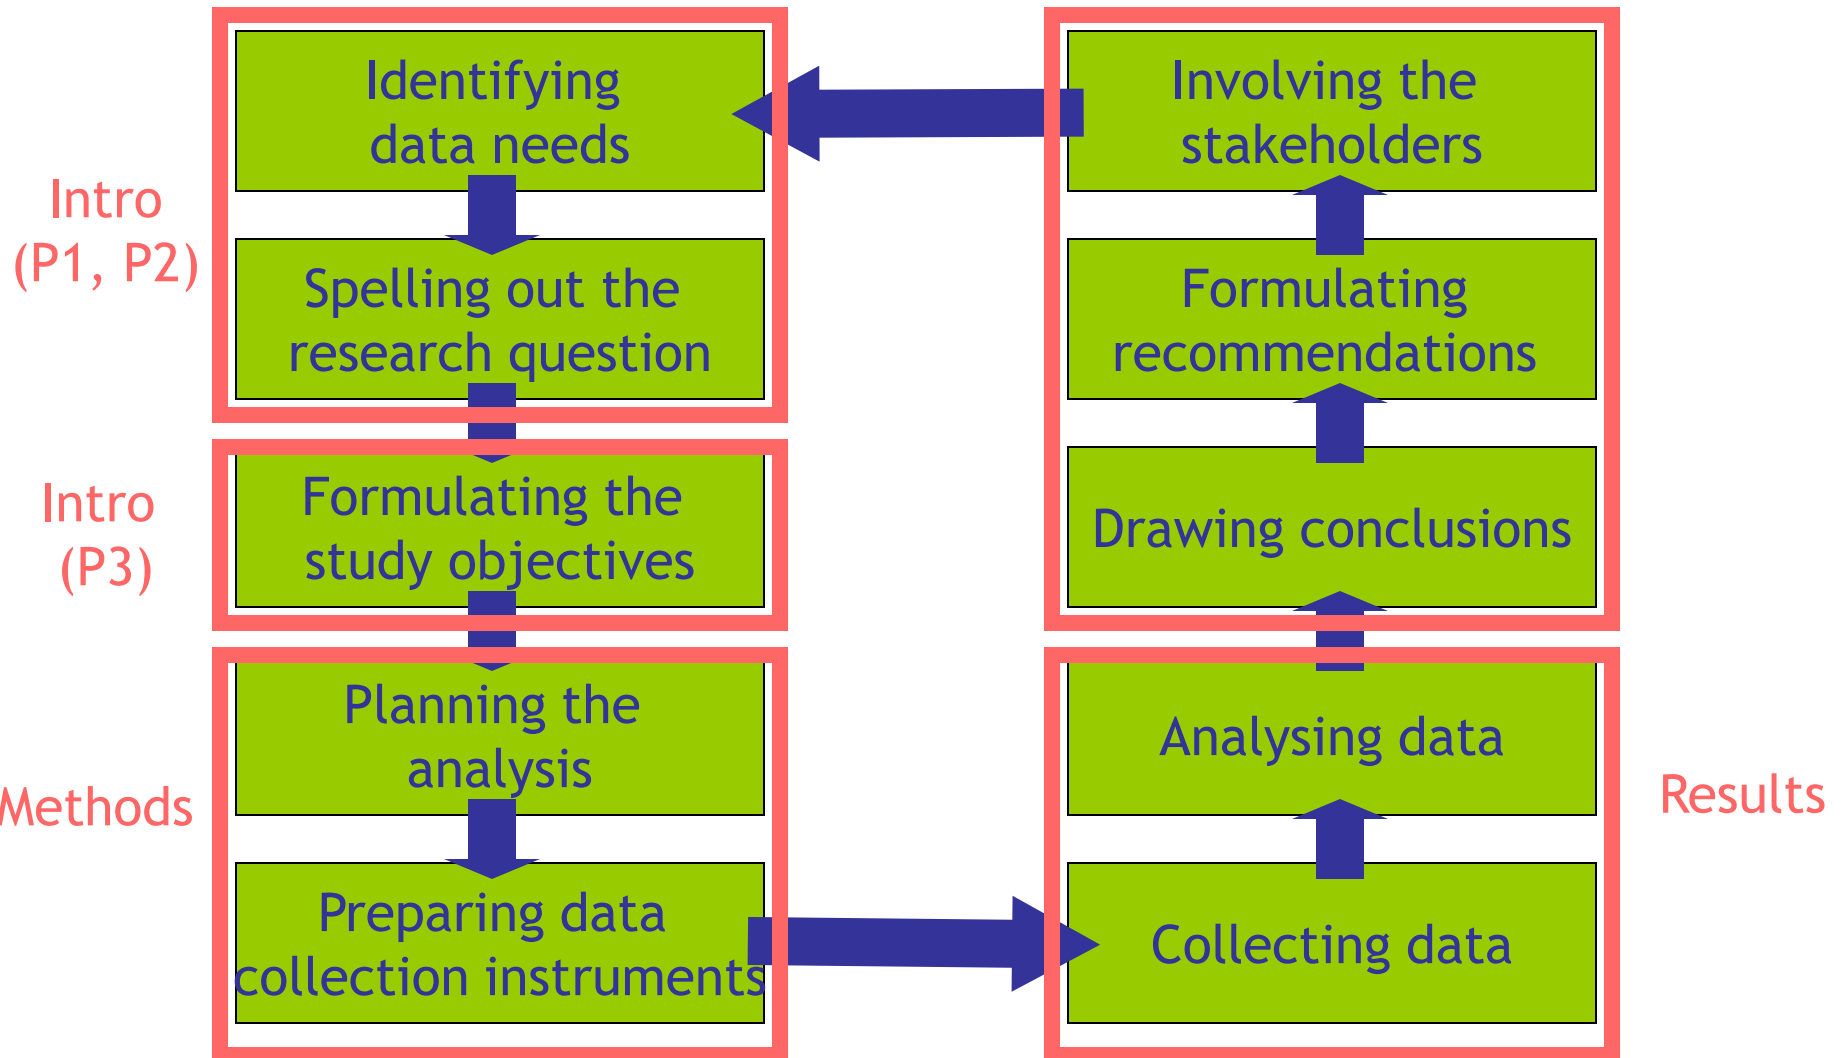 Intro
(P1, P2)
Identifying
data needs
Spelling out the
research question
Intro
(P3)
Formulating the
study objectives
Methods
Planning the
analysis
Preparing data
collection instruments
Involving the
stakeholders
Formulating
recommendations
Drawing conclusions
Analysing data
Collecting data
Results